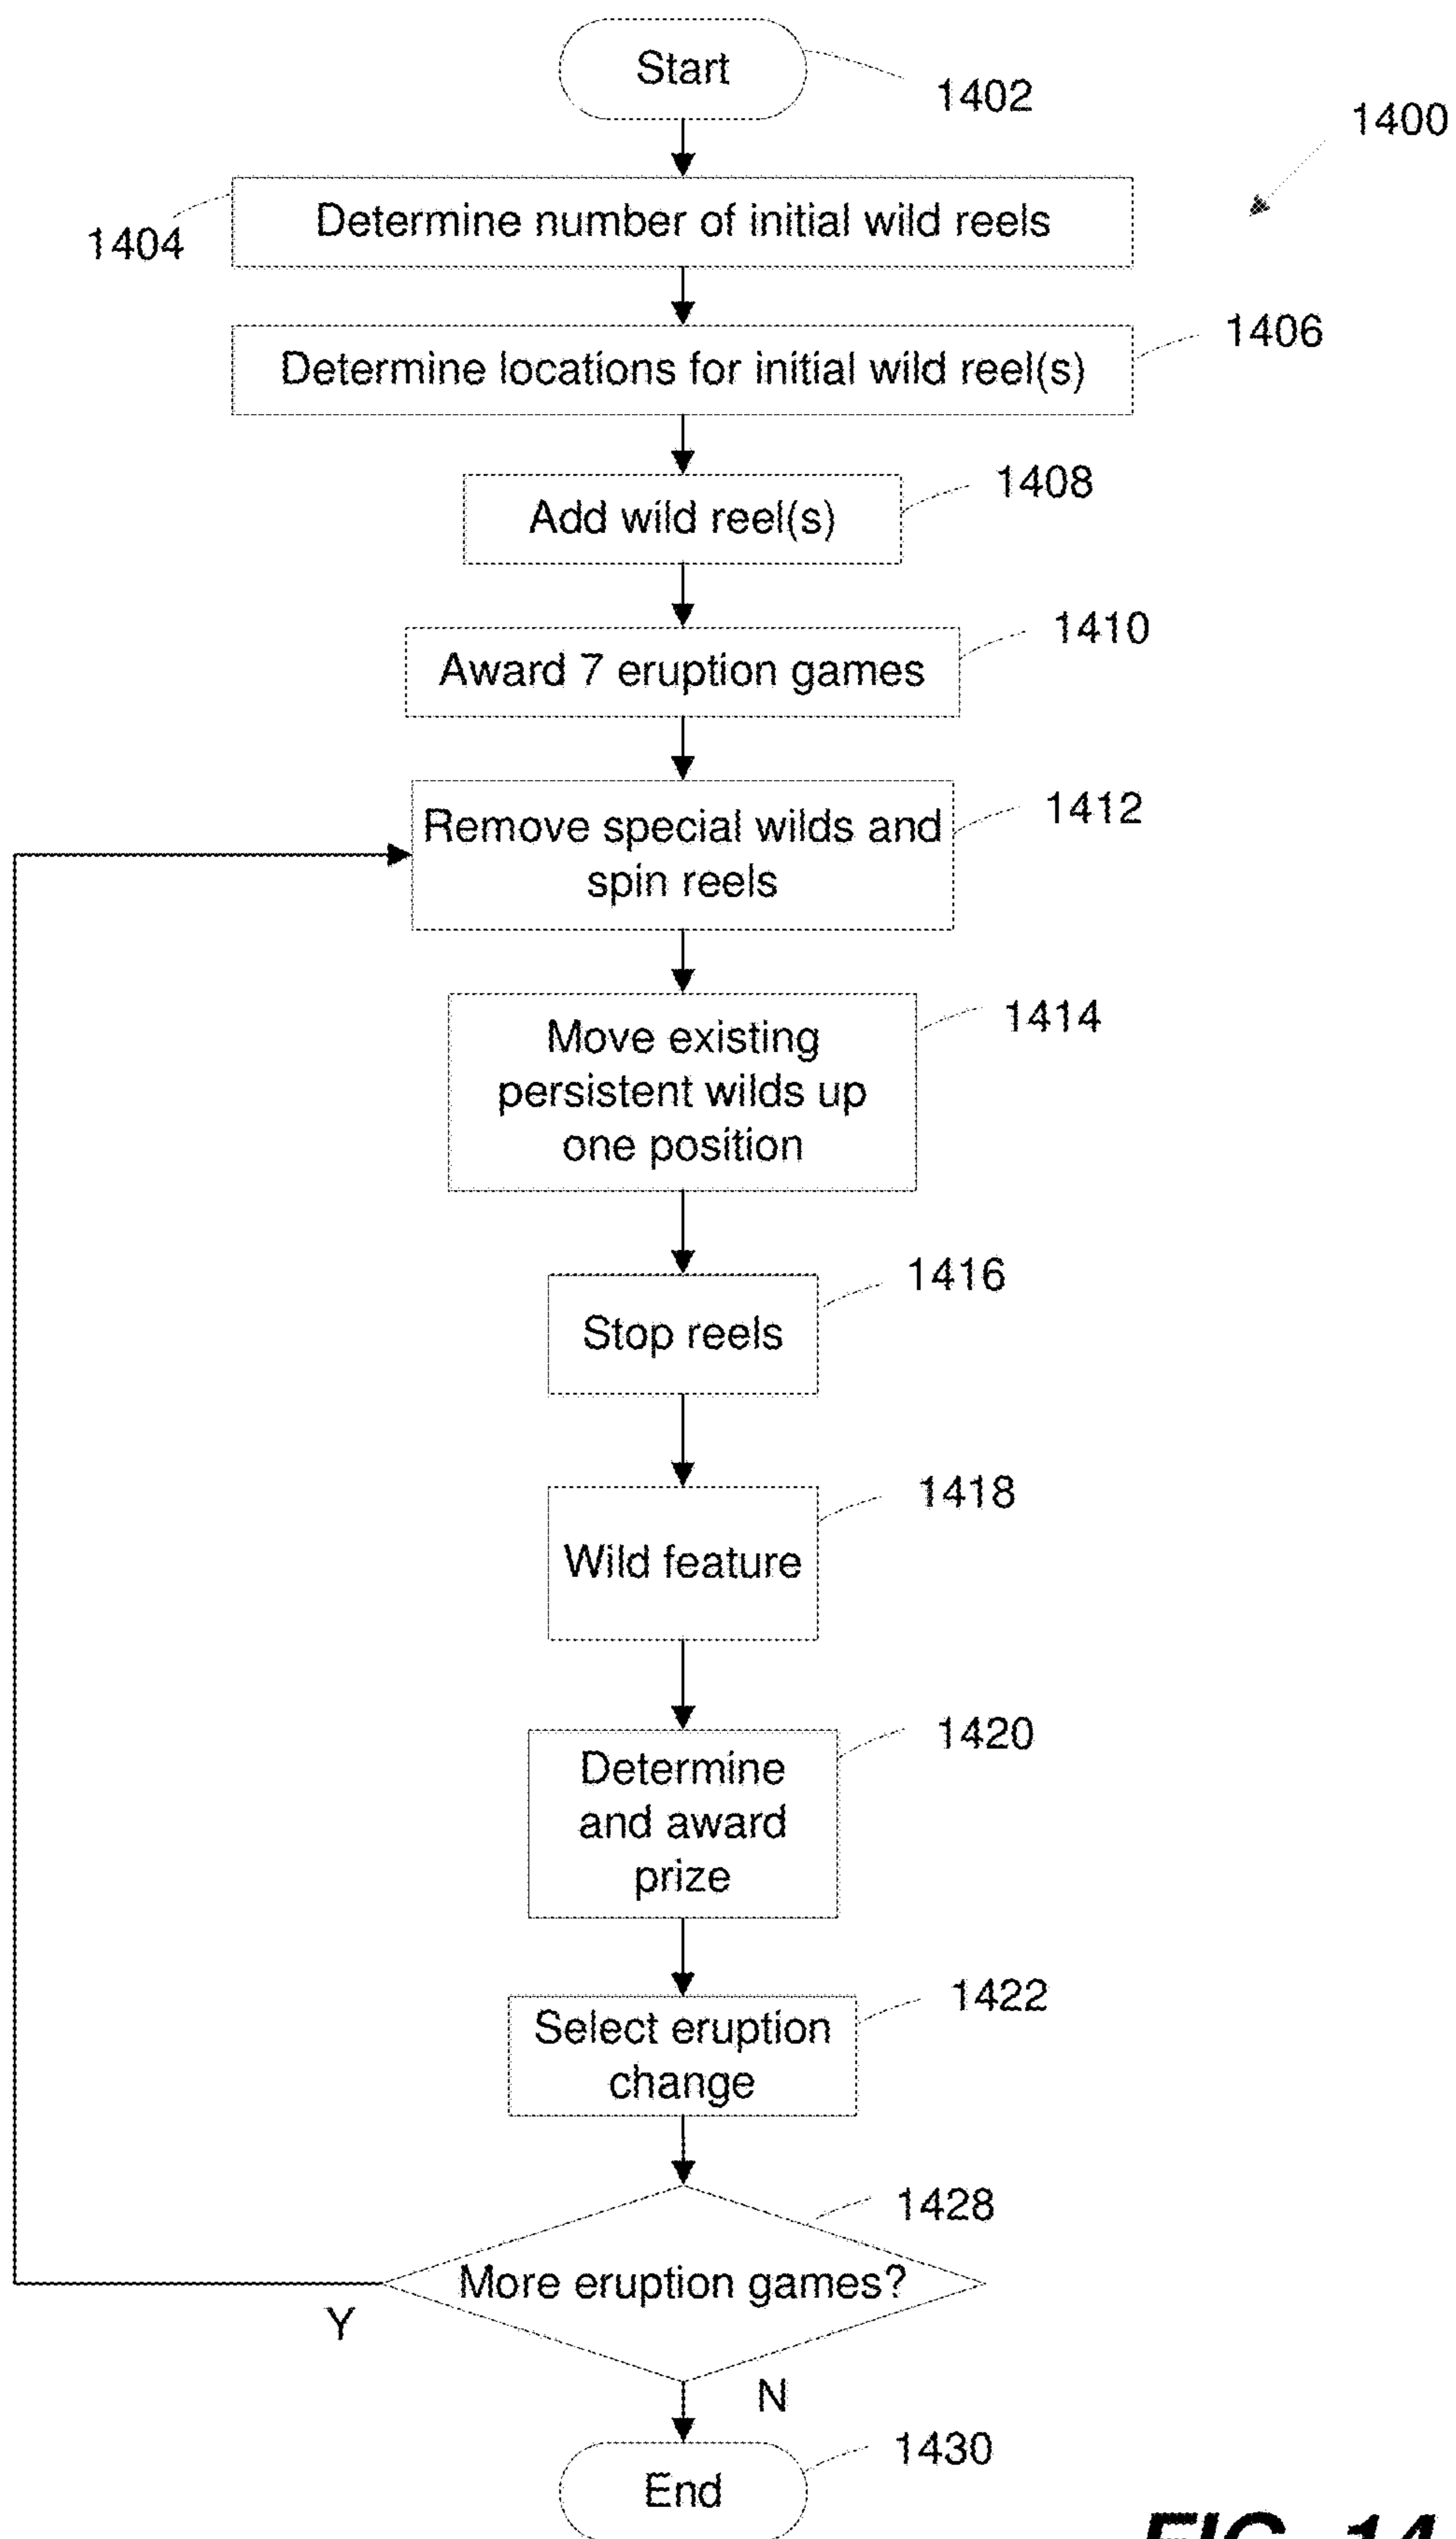 Start
1402
1400
Determine number of initial wild reels
1404
Determine locations for initial wild reel(s)
1406
Add wild reel(s)
1408
Award 7 eruption games
1410
Remove special wilds and
spin reels
1412
Move existing
persistent wilds up
one position
1414
Stop reels
1416
Wild feature
1418
Determine
and award
prize
1420
Select eruption
change
1422
More eruption games?
1428
Y
N
End
1430
FIG. 14